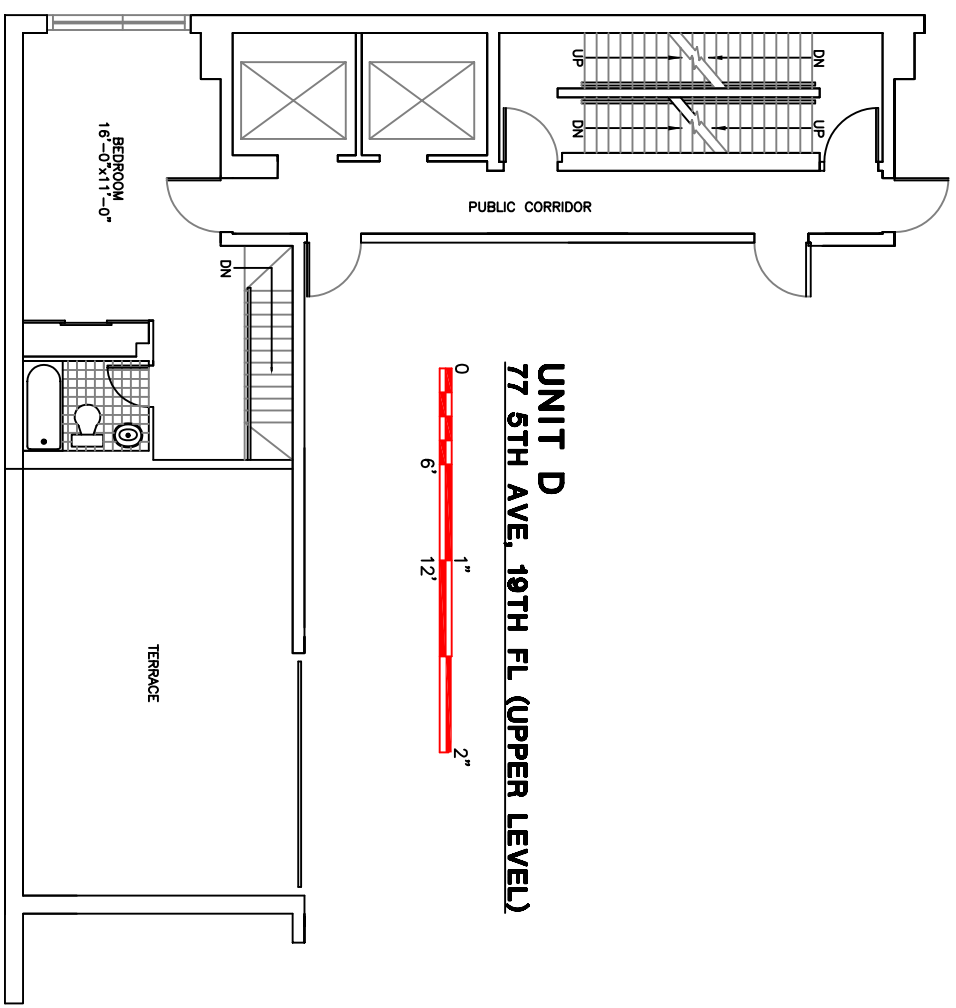 UNIT D
77 5TH AVE, 19TH FL (UPPER LEVEL)
0
1"
2"
6'
12'
UP
DN
DN
UP
PUBLIC CORRIDOR
BEDROOM
16'-0"x11'-0"
DN
TERRACE